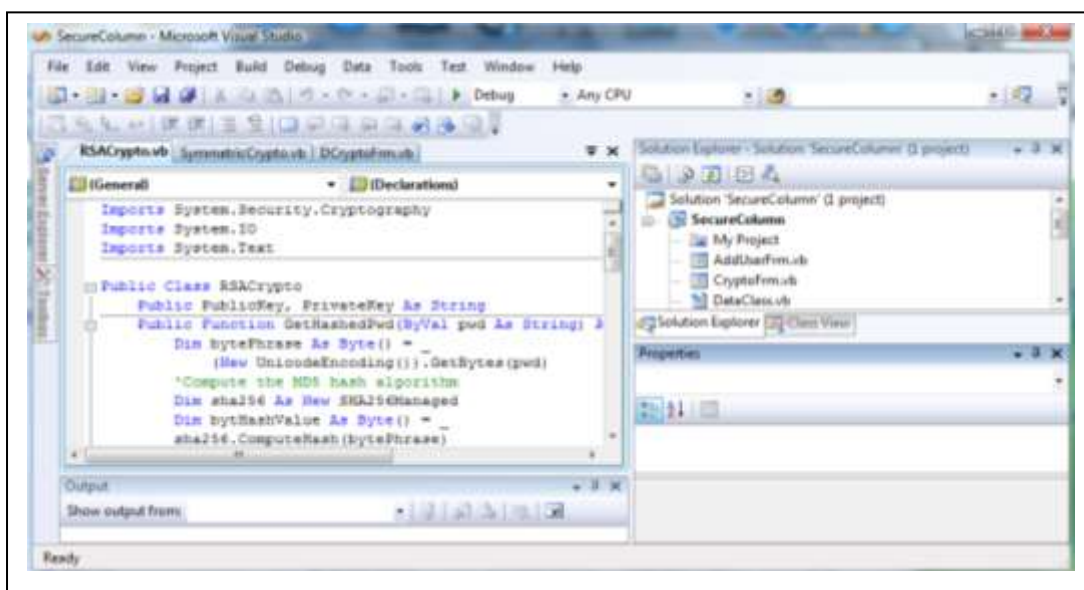 SecureColumn - Microsoft Visual Studio
File Edit View Project Build Debug Data Tools Test Window Help
Debug Any CPU
RSACrypto.vb SymmetricCrypto.vb DCryptoFrm.vb
(General) (Declarations)
Imports System.Security.Cryptography
Imports System.IO
Imports System.Text
Public Class RSACrypto
Public PublicKey, PrivateKey As String
Public Function GetHashedPwd(ByVal pwd As String) A
Dim bytePhrase As Byte() = _
(New UnicodeEncoding()).GetBytes(pwd)
'Compute the MD5 hash algorithm
Dim sha256 As New SHA256Managed
Dim bytHashValue As Byte() = _
sha256.ComputeHash(bytePhrase)
Output
Show output from:
Ready
Server Explorer
Toolbox
Solution Explorer - Solution 'SecureColumn' (1 project)
Solution 'SecureColumn' (1 project)
SecureColumn
My Project
AddUserFrm.vb
CryptoFrm.vb
DataClass.vb
Solution Explorer Class View
Properties